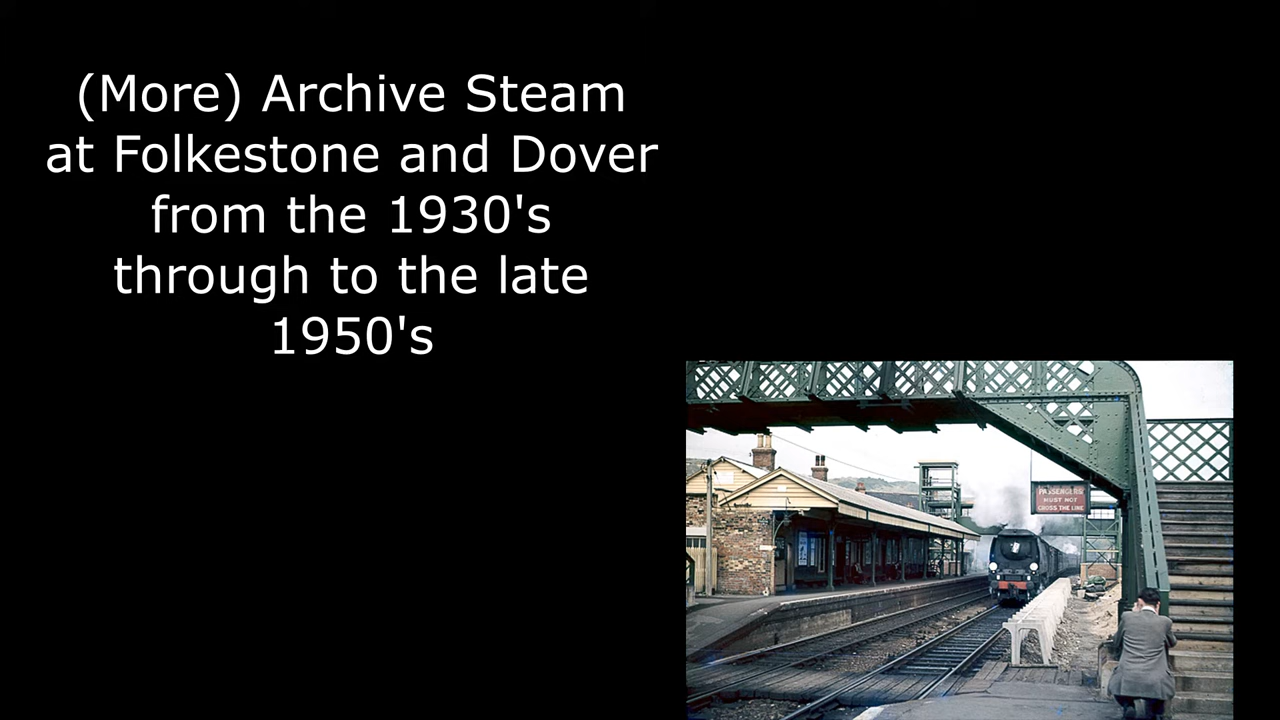 (More) Archive Steam
at Folkestone and Dover
from the 1930's
through to the late
1950's
PASSENGERS
MUST NOT
CROSS THE LINE